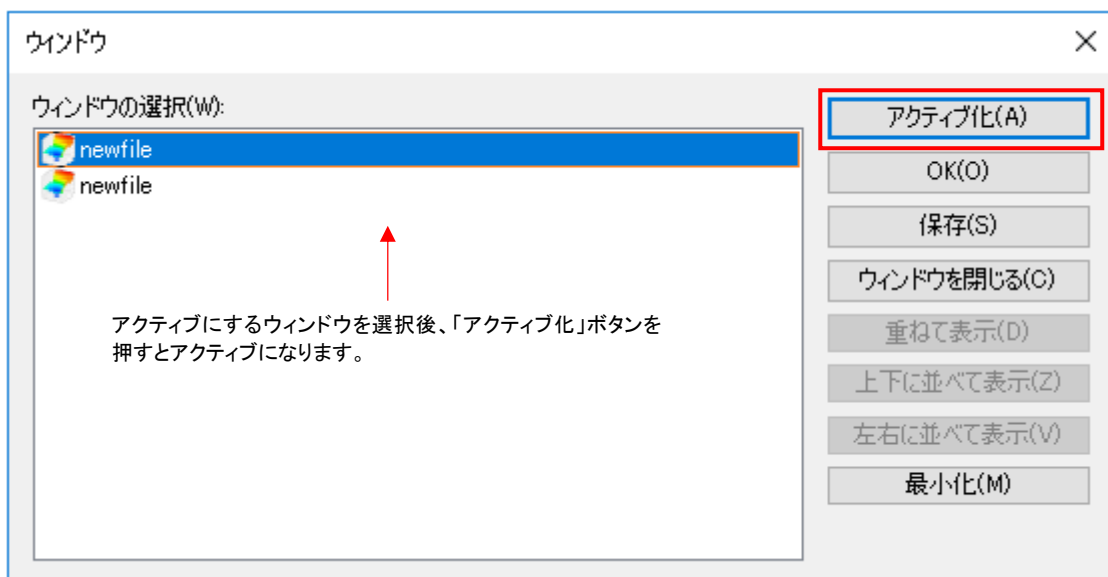 ウィンドウ
ウィンドウの選択(W):
newfile
newfile
アクティブにするウィンドウを選択後、「アクティブ化」ボタンを
押すとアクティブになります。
アクティブ化(A)
OK(O)
保存(S)
ウィンドウを閉じる(C)
重ねて表示(D)
上下に並べて表示(Z)
左右に並べて表示(V)
最小化(M)